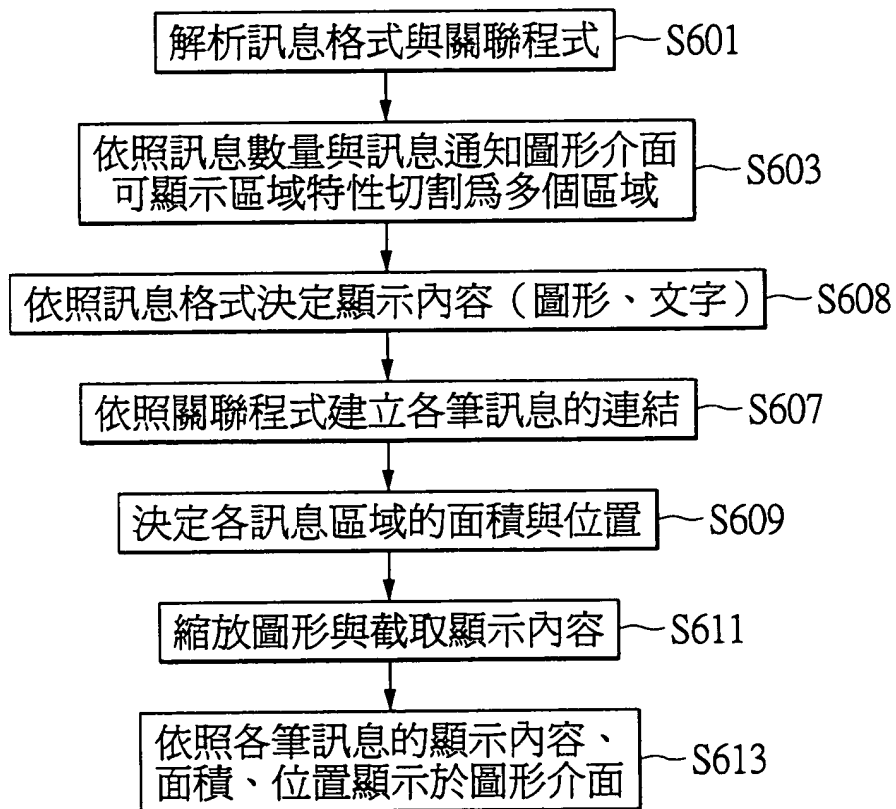 解析訊息格式與關聯程式 S601
依照訊息數量與訊息通知圖形介面
可顯示區域特性切割爲多個區域 S603
依照訊息格式決定顯示內容（圖形、文字） S608
依照關聯程式建立各筆訊息的連結 S607
決定各訊息區域的面積與位置 S609
縮放圖形與截取顯示內容 S611
依照各筆訊息的顯示內容、
面積、位置顯示於圖形介面 S613